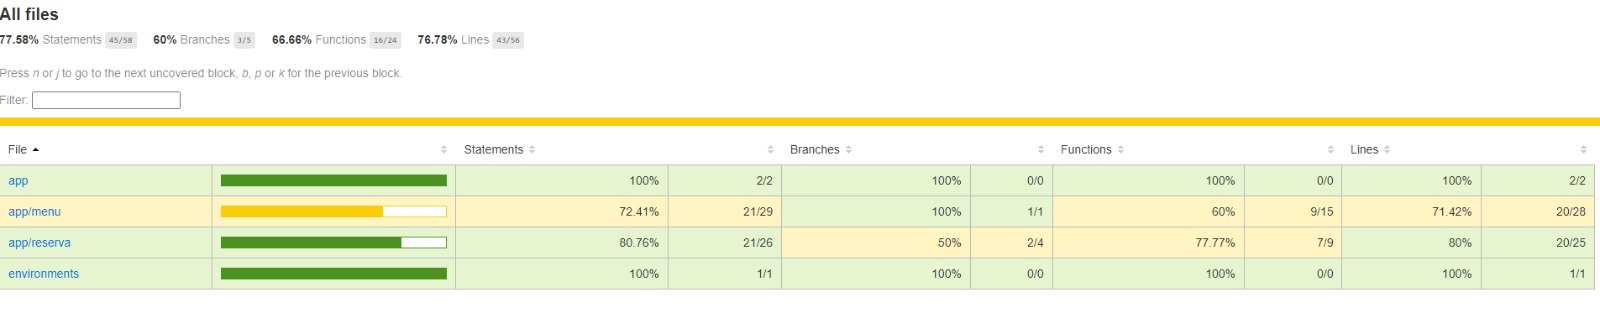 All files
77.58% Statements 45/58 60% Branches 3/5 66.66% Functions 16/24 76.78% Lines 43/56
Press n or j to go to the next uncovered block, b, p or k for the previous block.
Filter:
File Statements Branches Functions Lines
app 100% 2/2 100% 0/0 100% 0/0 100% 2/2
app/menu 72.41% 21/29 100% 1/1 60% 9/15 71.42% 20/28
app/reserva 80.76% 21/26 50% 2/4 77.77% 7/9 80% 20/25
environments 100% 1/1 100% 0/0 100% 0/0 100% 1/1